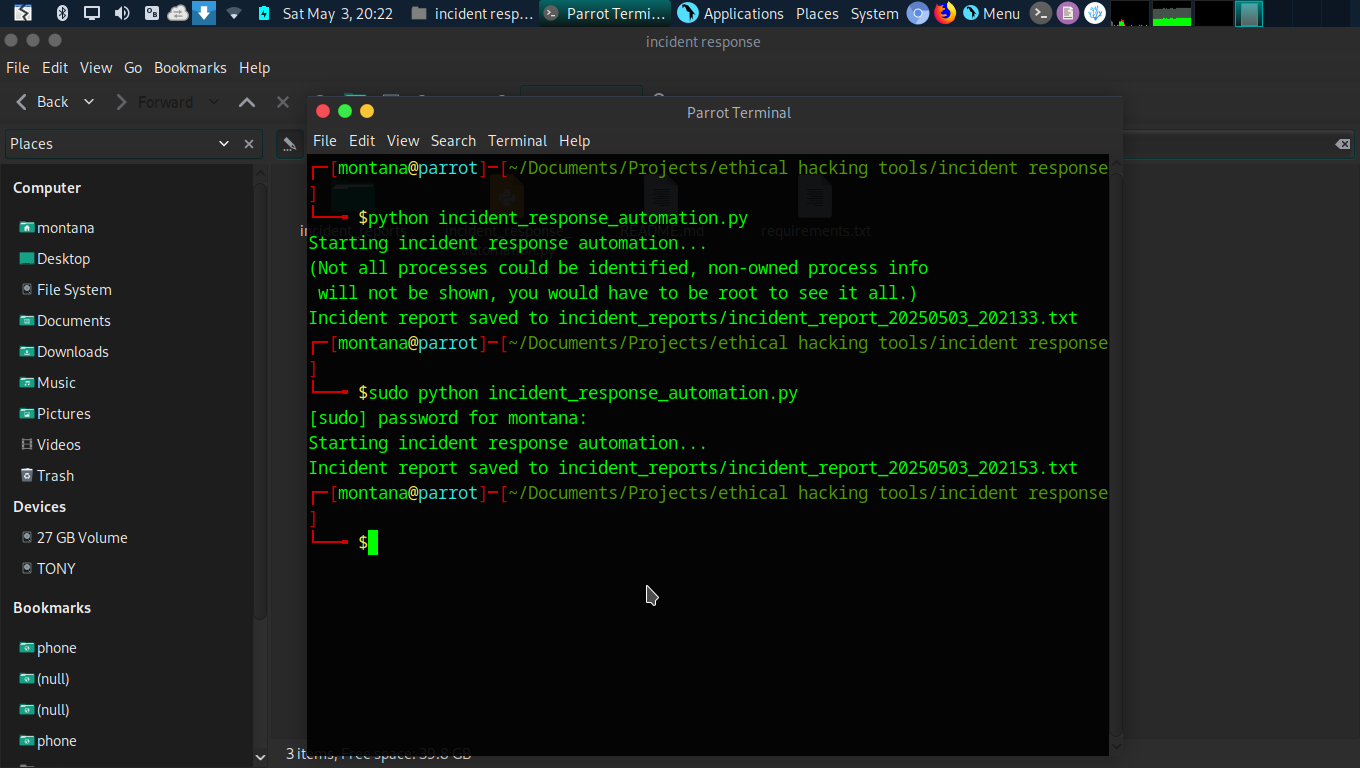 Sat May 3, 20:22
incident resp...
Parrot Termi...
Applications
Places
System
Menu
incident response
File Edit View Go Bookmarks Help
Back
Forward
Places
Computer
montana
Desktop
File System
Documents
Downloads
Music
Pictures
Videos
Trash
Devices
27 GB Volume
TONY
Bookmarks
phone
(null)
(null)
phone
Parrot Terminal
File Edit View Search Terminal Help
┌─[montana@parrot]─[~/Documents/Projects/ethical hacking tools/incident response
]
└──╼ $python incident_response_automation.py
Starting incident response automation...
(Not all processes could be identified, non-owned process info
will not be shown, you would have to be root to see it all.)
Incident report saved to incident_reports/incident_report_20250503_202133.txt
┌─[montana@parrot]─[~/Documents/Projects/ethical hacking tools/incident response
]
└──╼ $sudo python incident_response_automation.py
[sudo] password for montana:
Starting incident response automation...
Incident report saved to incident_reports/incident_report_20250503_202153.txt
┌─[montana@parrot]─[~/Documents/Projects/ethical hacking tools/incident response
]
└──╼ $
README.md
requirements.txt
3 items, Free space: 39.8 GB